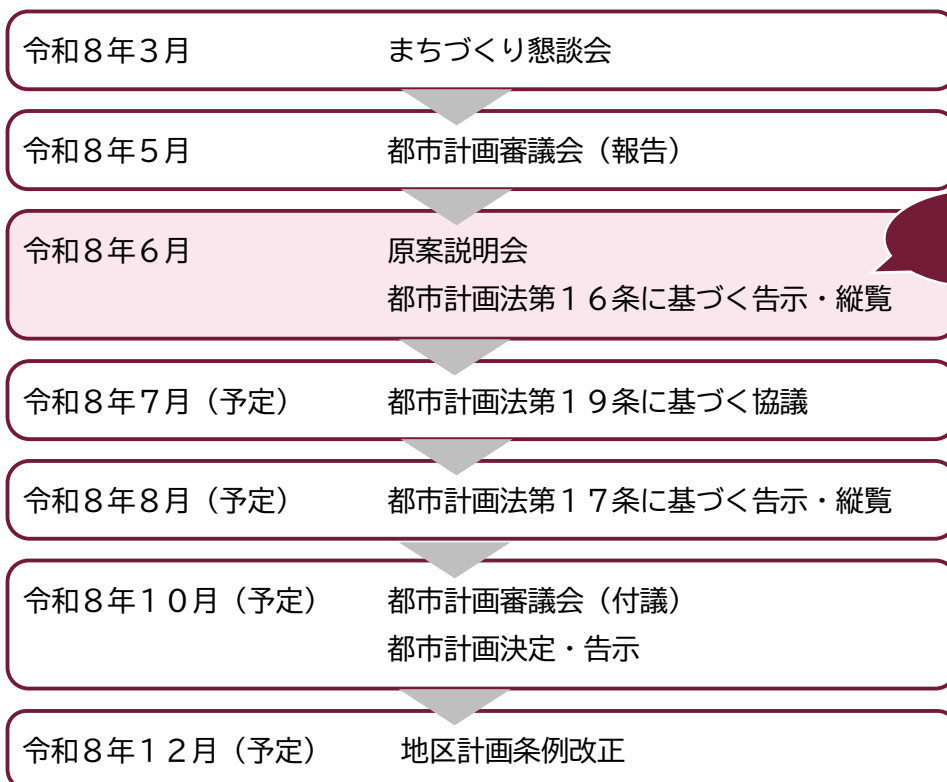 令和８年３月 まちづくり懇談会
令和８年５月 都市計画審議会（報告）
令和８年６月 原案説明会
都市計画法第１６条に基づく告示・縦覧
令和８年７月（予定） 都市計画法第１９条に基づく協議
令和８年８月（予定） 都市計画法第１７条に基づく告示・縦覧
令和８年１０月（予定） 都市計画審議会（付議）
都市計画決定・告示
令和８年１２月（予定） 地区計画条例改正